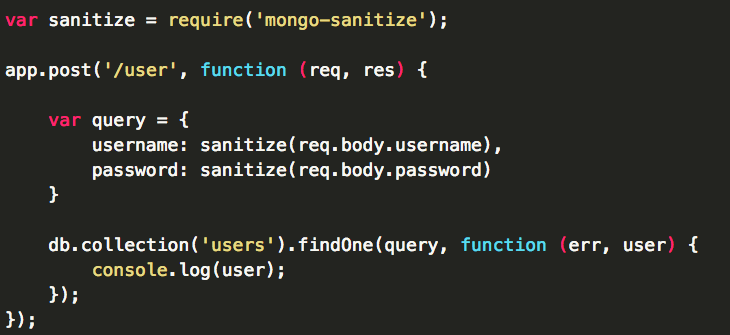 var sanitize = require('mongo-sanitize');
app.post('/user', function (req, res) {
var query = {
username: sanitize(req.body.username),
password: sanitize(req.body.password)
}
db.collection('users').findOne(query, function (err, user) {
console.log(user);
});
});